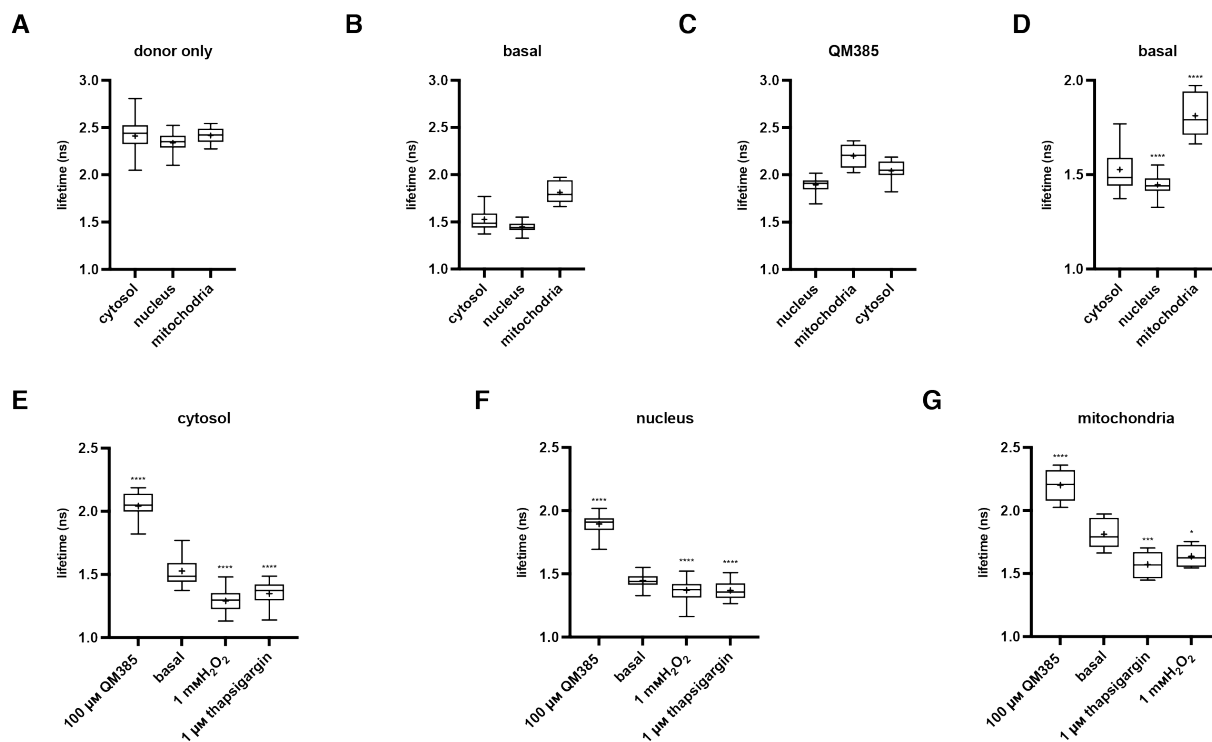 A
donor only
3.0
2.5
2.0
1.5
1.0
lifetime (ns)
cytosol
nucleus
mitochodria
B
basal
3.0
2.5
2.0
1.5
1.0
lifetime (ns)
cytosol
nucleus
mitochodria
C
QM385
3.0
2.5
2.0
1.5
1.0
lifetime (ns)
nucleus
mitochodria
cytosol
D
basal
2.0
1.5
1.0
lifetime (ns)
****
****
cytosol
nucleus
mitochodria
E
cytosol
2.5
2.0
1.5
1.0
lifetime (ns)
****
****
****
100 µM QM385
basal
1 mMH₂O₂
1 µM thapsigargin
F
nucleus
2.5
2.0
1.5
1.0
lifetime (ns)
****
****
****
100 µM QM385
basal
1 mMH₂O₂
1 µM thapsigargin
G
mitochondria
2.5
2.0
1.5
1.0
lifetime (ns)
****
***
*
100 µM QM385
basal
1 µM thapsigargin
1 mMH₂O₂